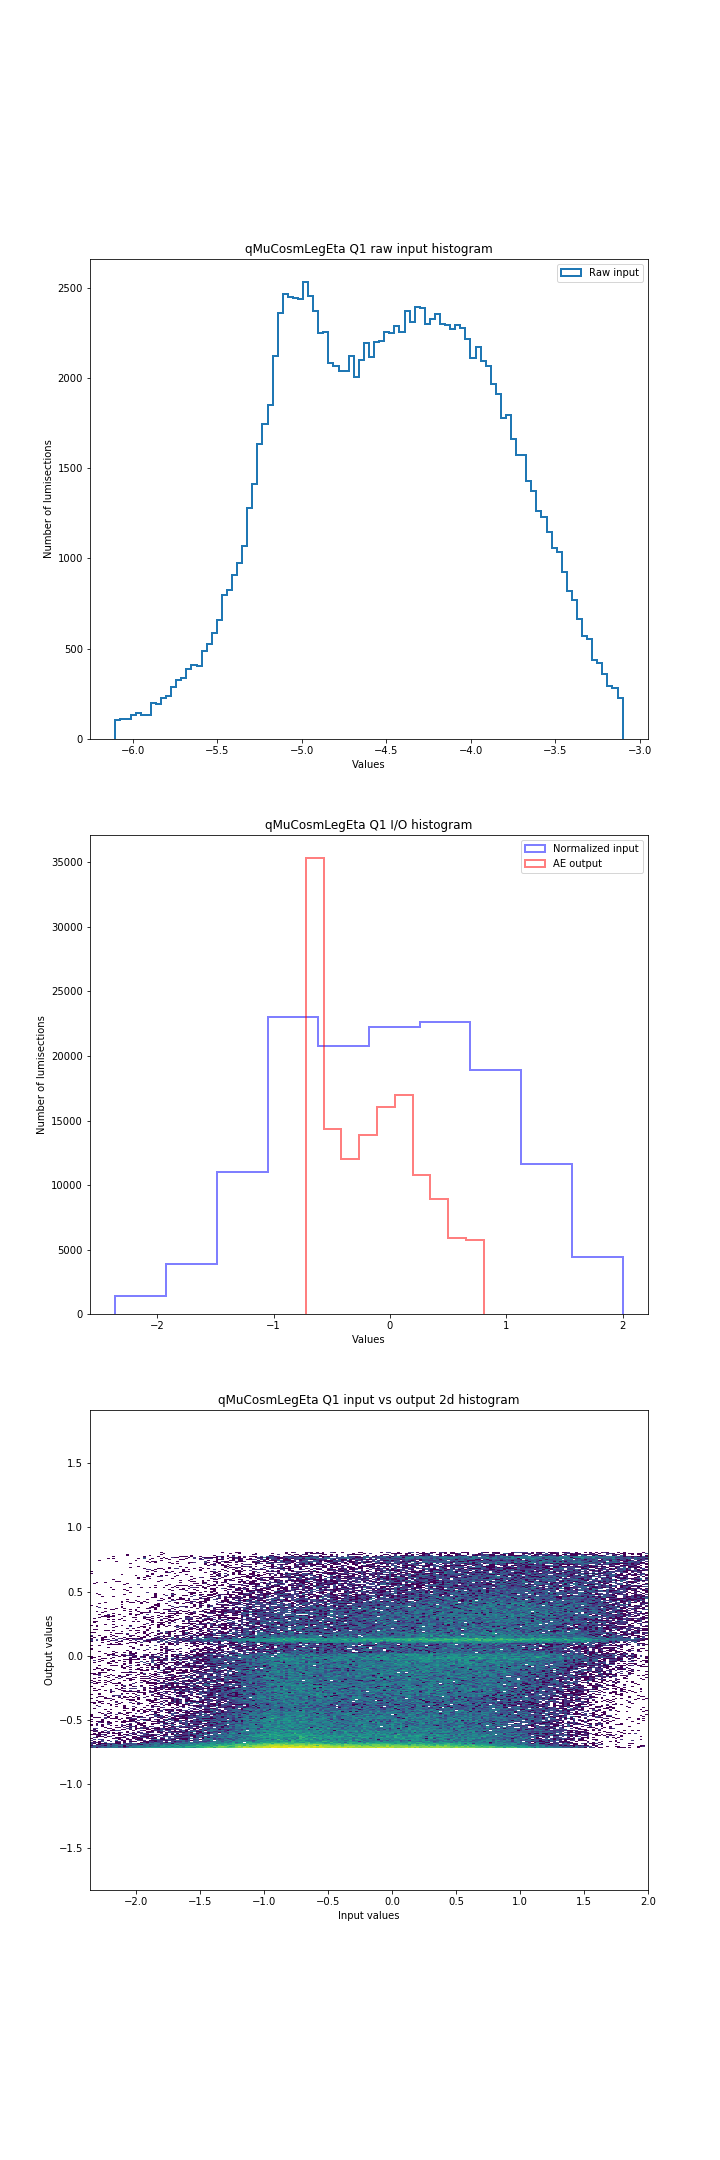 qMuCosmLegEta Q1 raw input histogram
Raw input
2500
2000
1500
1000
500
0
Number of lumisections
−6.0 −5.5 −5.0 −4.5 −4.0 −3.5 −3.0
Values
qMuCosmLegEta Q1 I/O histogram
Normalized input
AE output
35000
30000
25000
20000
15000
10000
5000
0
Number of lumisections
−2 −1 0 1 2
Values
qMuCosmLegEta Q1 input vs output 2d histogram
1.5
1.0
0.5
0.0
−0.5
−1.0
−1.5
Output values
−2.0 −1.5 −1.0 −0.5 0.0 0.5 1.0 1.5 2.0
Input values